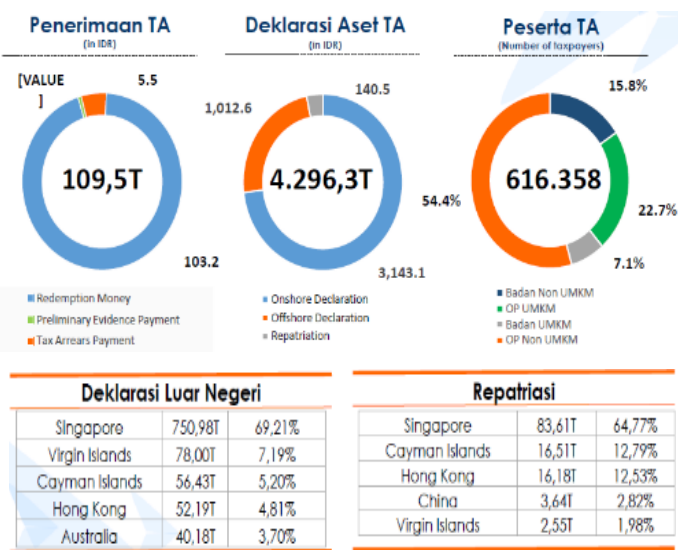 Penerimaan TA
(in IDR)
[VALUE
]
5.5
109,5T
103.2
Redemption Money
Preliminary Evidence Payment
Tax Arrears Payment
Deklarasi Aset TA
(in IDR)
140.5
1,012.6
4.296,3T
3,143.1
Onshore Declaration
Offshore Declaration
Repatriation
Peserta TA
(Number of taxpayers)
15.8%
54.4%
616.358
22.7%
7.1%
Badan Non UMKM
OP UMKM
Badan UMKM
OP Non UMKM
Deklarasi Luar Negeri
Singapore 750,98T 69,21%
Virgin Islands 78,00T 7,19%
Cayman Islands 56,43T 5,20%
Hong Kong 52,19T 4,81%
Australia 40,18T 3,70%
Repatriasi
Singapore 83,61T 64,77%
Cayman Islands 16,51T 12,79%
Hong Kong 16,18T 12,53%
China 3,64T 2,82%
Virgin Islands 2,55T 1,98%